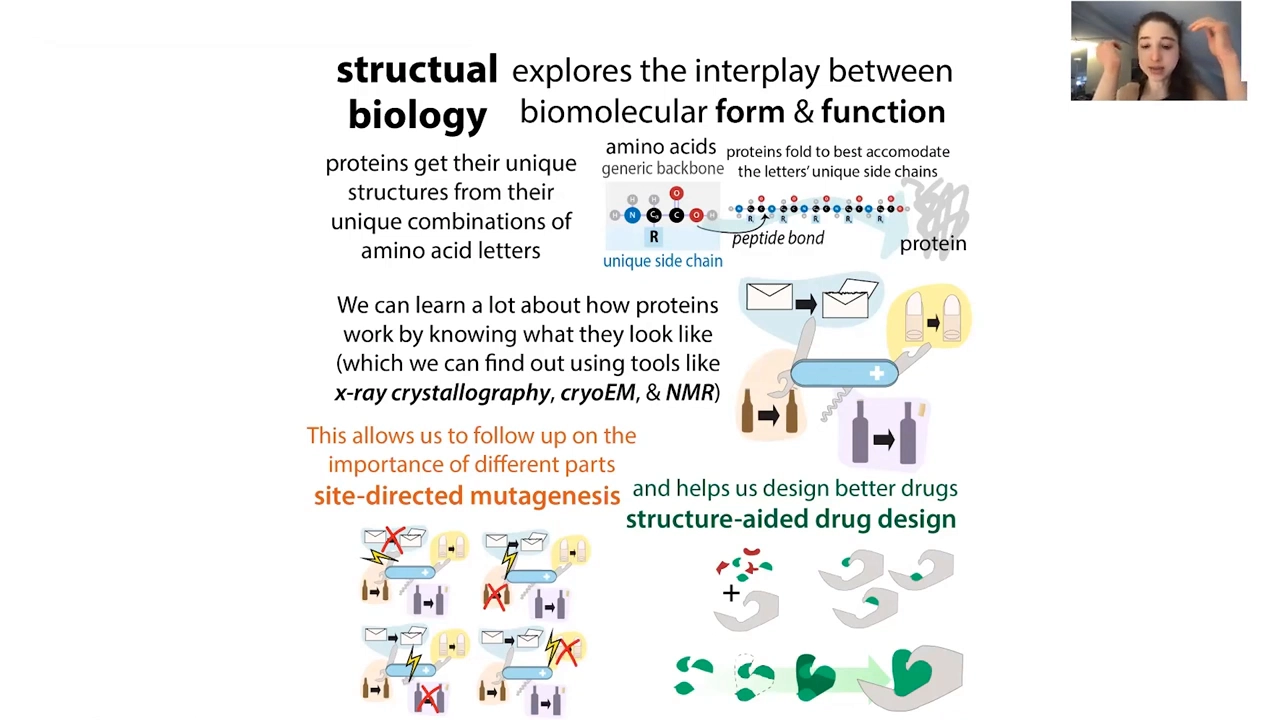 structual
biology
explores the interplay between
biomolecular form & function
proteins get their unique
structures from their
unique combinations of
amino acid letters
amino acids
generic backbone
H N Cα C O H
H H O
R
unique side chain
proteins fold to best accomodate
the letters' unique side chains
R R R R R
peptide bond
protein
We can learn a lot about how proteins
work by knowing what they look like
(which we can find out using tools like
x-ray crystallography, cryoEM, & NMR)
This allows us to follow up on the
importance of different parts
site-directed mutagenesis
and helps us design better drugs
structure-aided drug design
+